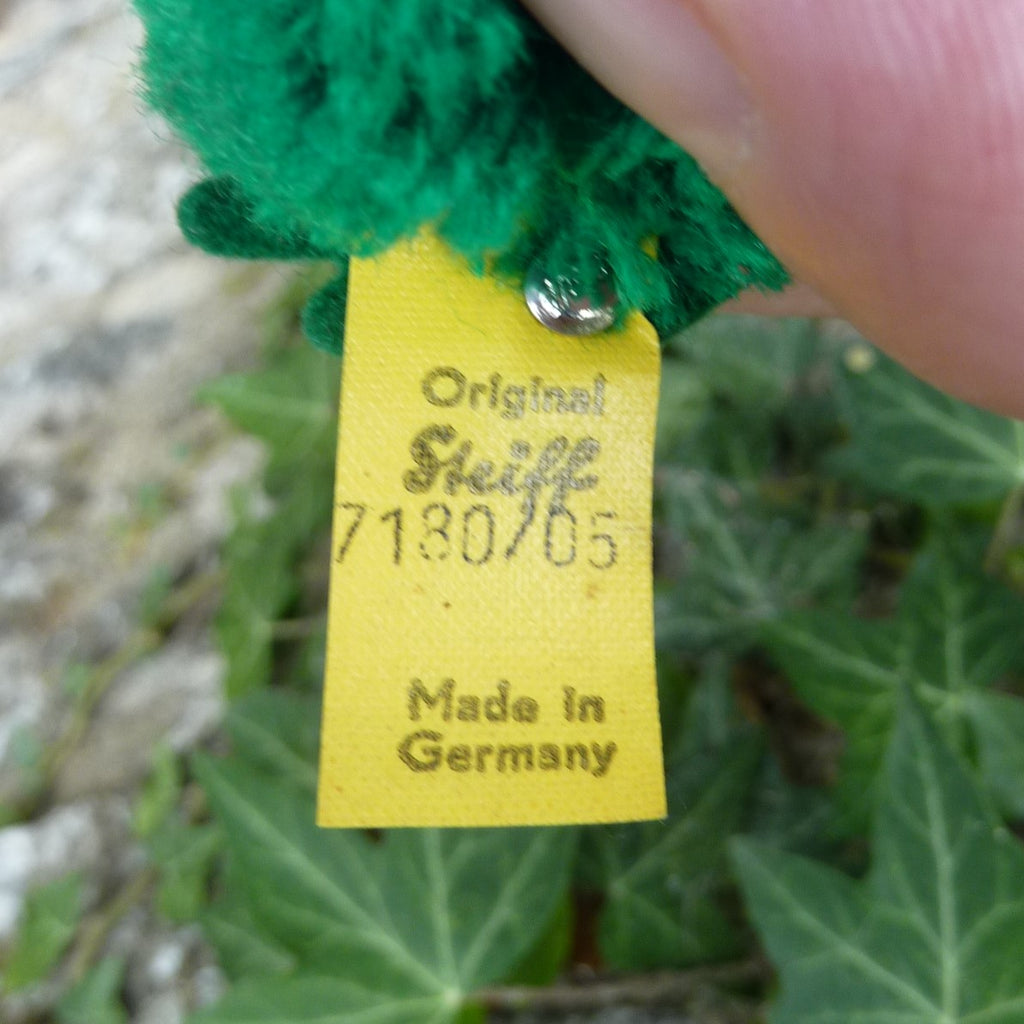 Original
Steiff
7180/05
Made in
Germany